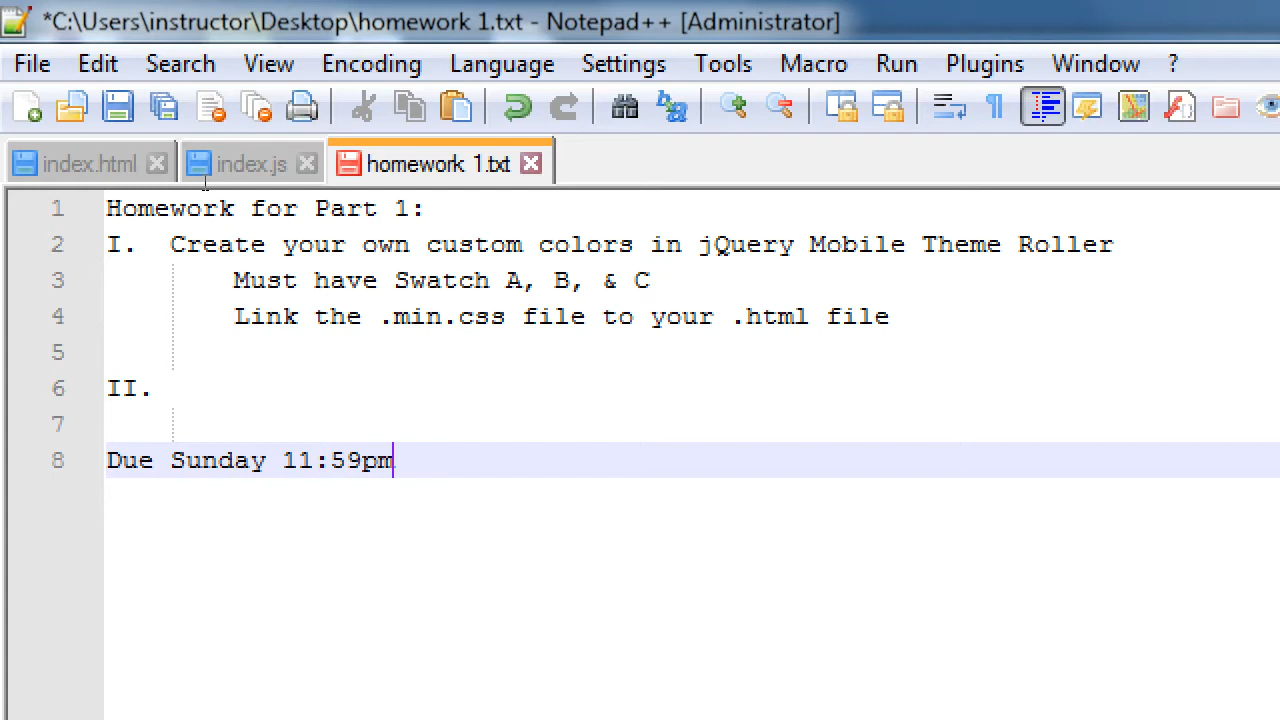 *C:\Users\instructor\Desktop\homework 1.txt - Notepad++ [Administrator]
File Edit Search View Encoding Language Settings Tools Macro Run Plugins Window ?
index.html index.js homework 1.txt
1 Homework for Part 1:
2 I. Create your own custom colors in jQuery Mobile Theme Roller
3 Must have Swatch A, B, & C
4 Link the .min.css file to your .html file
5
6 II.
7
8 Due Sunday 11:59pm